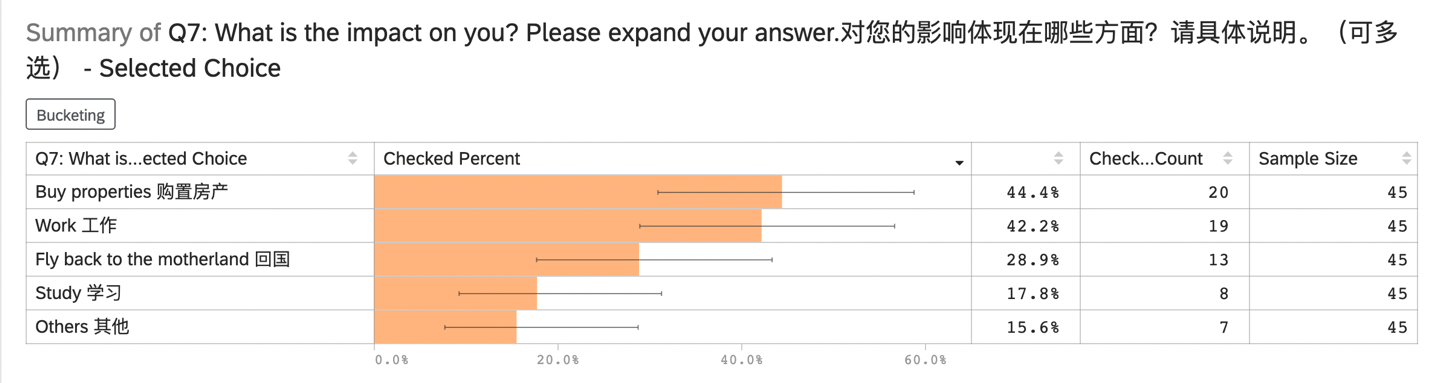 Summary of Q7: What is the impact on you? Please expand your answer.对您的影响体现在哪些方面？请具体说明。（可多
选） - Selected Choice
Bucketing
Q7: What is...ected Choice Checked Percent Check...Count Sample Size
Buy properties 购置房产 44.4% 20 45
Work 工作 42.2% 19 45
Fly back to the motherland 回国 28.9% 13 45
Study 学习 17.8% 8 45
Others 其他 15.6% 7 45
0.0% 20.0% 40.0% 60.0%